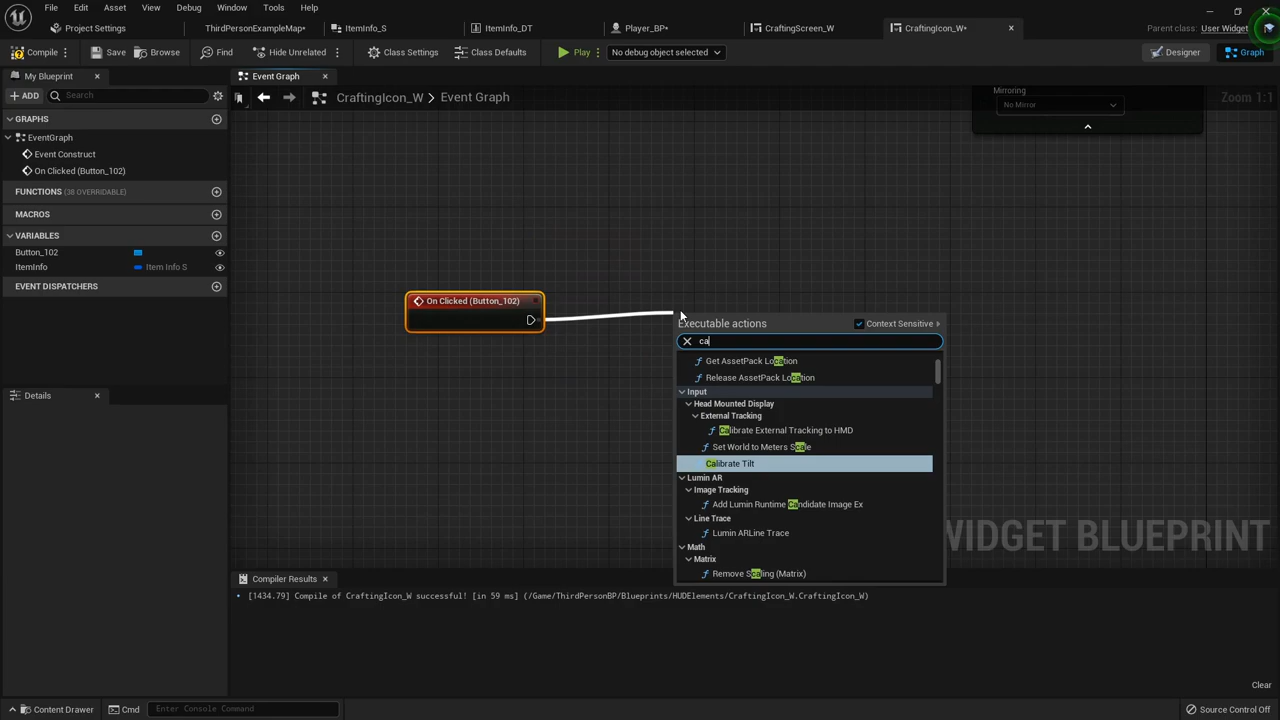 File Edit Asset View Debug Window Tools Help
Project Settings ThirdPersonExampleMap* ItemInfo_S ItemInfo_DT Player_BP* CraftingScreen_W CraftingIcon_W* Parent class: User Widget
Compile Save Browse Find Hide Unrelated Class Settings Class Defaults Play No debug object selected Designer Graph
My Blueprint Event Graph
ADD Search CraftingIcon_W > Event Graph Zoom 1:1
Mirroring
No Mirror
GRAPHS
EventGraph
Event Construct
On Clicked (Button_102)
FUNCTIONS (38 OVERRIDABLE)
MACROS
VARIABLES
Button_102
ItemInfo Item Info S
EVENT DISPATCHERS
Details
On Clicked (Button_102)
Executable actions Context Sensitive
ca
Get AssetPack Location
Release AssetPack Location
Input
Head Mounted Display
External Tracking
Calibrate External Tracking to HMD
Set World to Meters Scale
Calibrate Tilt
Lumin AR
Image Tracking
Add Lumin Runtime Candidate Image Ex
Line Trace
Lumin ARLine Trace
Math
Matrix
Remove Scaling (Matrix)
WIDGET BLUEPRINT
Compiler Results
[1434.79] Compile of CraftingIcon_W successful! [in 59 ms] (/Game/ThirdPersonBP/Blueprints/HUDElements/CraftingIcon_W.CraftingIcon_W)
Clear
Content Drawer Cmd Enter Console Command Source Control Off